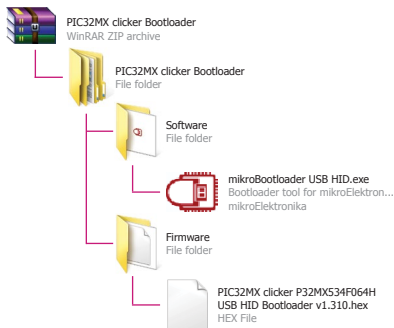 PIC32MX clicker Bootloader
WinRAR ZIP archive
PIC32MX clicker Bootloader
File folder
Software
File folder
mikroBootloader USB HID.exe
Bootloader tool for mikroElektron...
mikroElektronika
Firmware
File folder
PIC32MX clicker P32MX534F064H
USB HID Bootloader v1.310.hex
HEX File